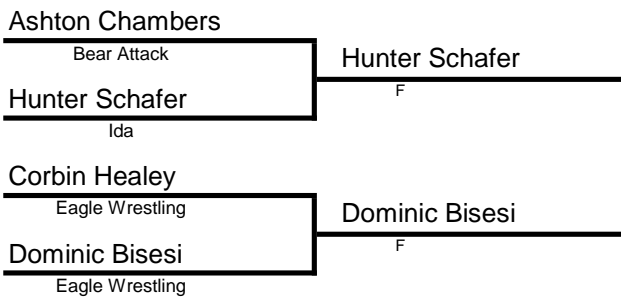 Ashton Chambers
Bear Attack
Hunter Schafer
F
Hunter Schafer
Ida
Corbin Healey
Eagle Wrestling
Dominic Bisesi
F
Dominic Bisesi
Eagle Wrestling